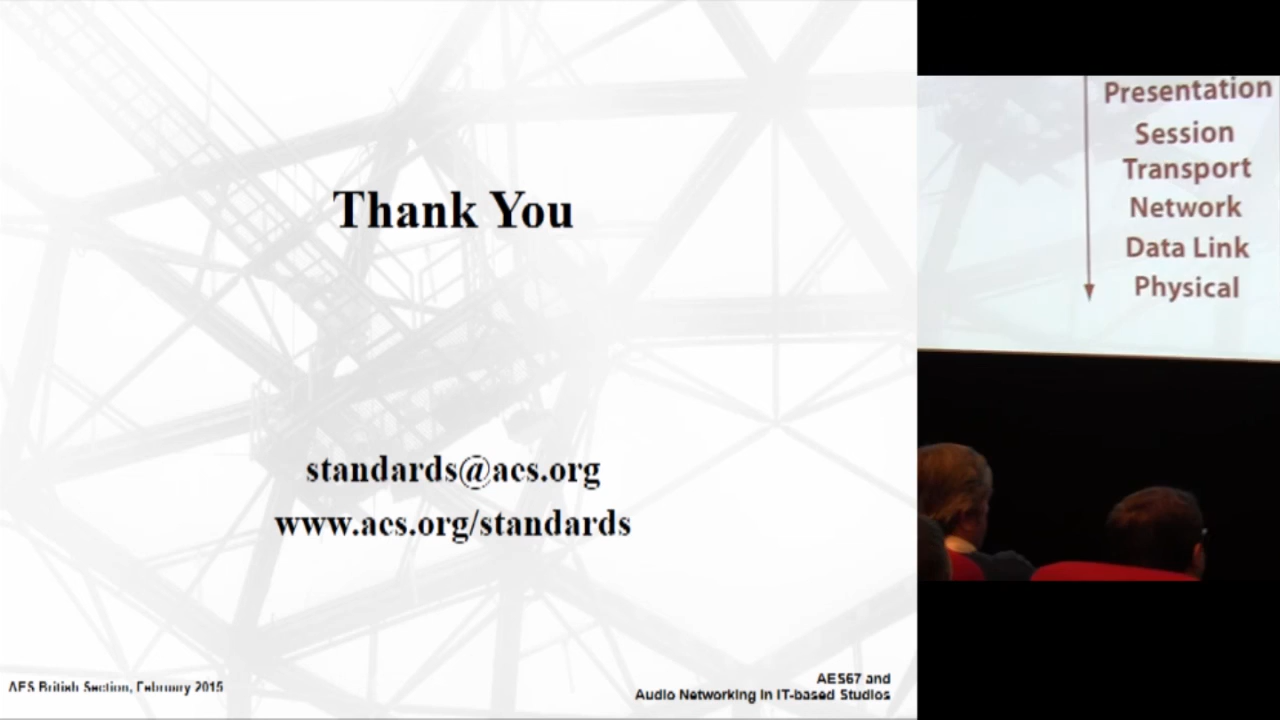 Thank You
standards@aes.org
www.aes.org/standards
AES British Section, February 2015
AES67 and
Audio Networking in IT-based Studios
Presentation
Session
Transport
Network
Data Link
Physical